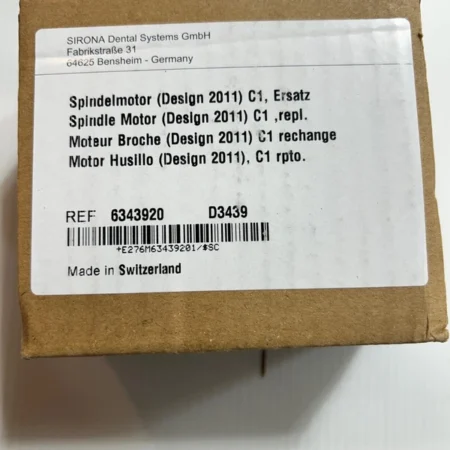 SIRONA Dental Systems GmbH
Fabrikstraße 31
64625 Bensheim - Germany
Spindelmotor (Design 2011) C1, Ersatz
Spindle Motor (Design 2011) C1 ,repl.
Moteur Broche (Design 2011) C1 rechange
Motor Husillo (Design 2011), C1 rpto.
REF 6343920 D3439
+E276M63439201/$SC
Made in Switzerland